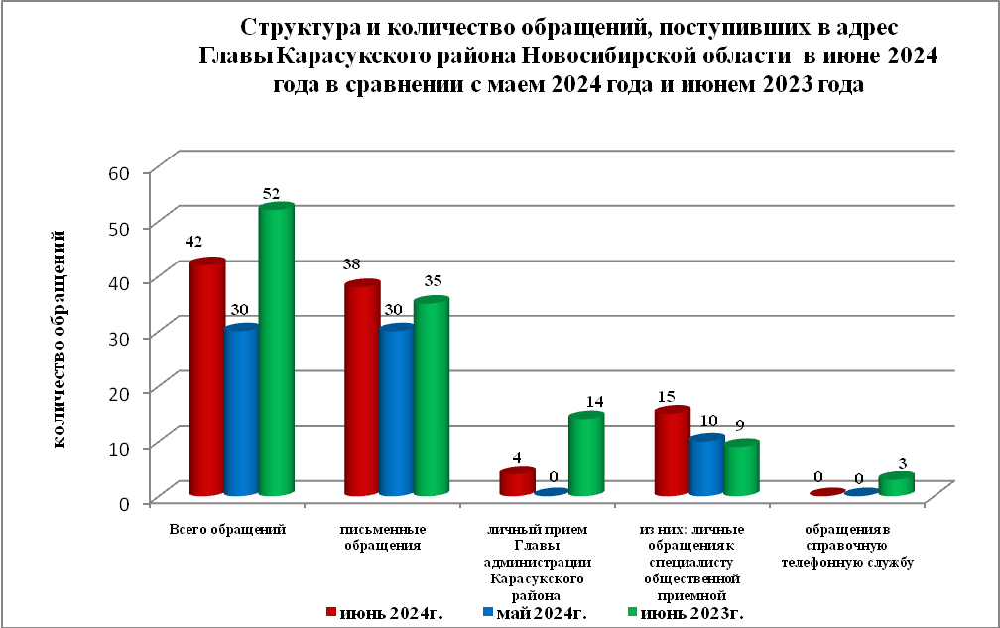 Структура и количество обращений, поступивших в адрес
Главы Карасукского района Новосибирской области в июне 2024
года в сравнении с маем 2024 года и июнем 2023 года
количество обращений
60
50
40
30
20
10
0
42
30
52
38
30
35
4
0
14
15
10
9
0
0
3
Всего обращений
письменные
обращения
личный прием
Главы
администрации
Карасукского
района
из них: личные
обращения к
специалисту
общественной
приемной
обращения в
справочную
телефонную службу
июнь 2024г.
май 2024г.
июнь 2023г.